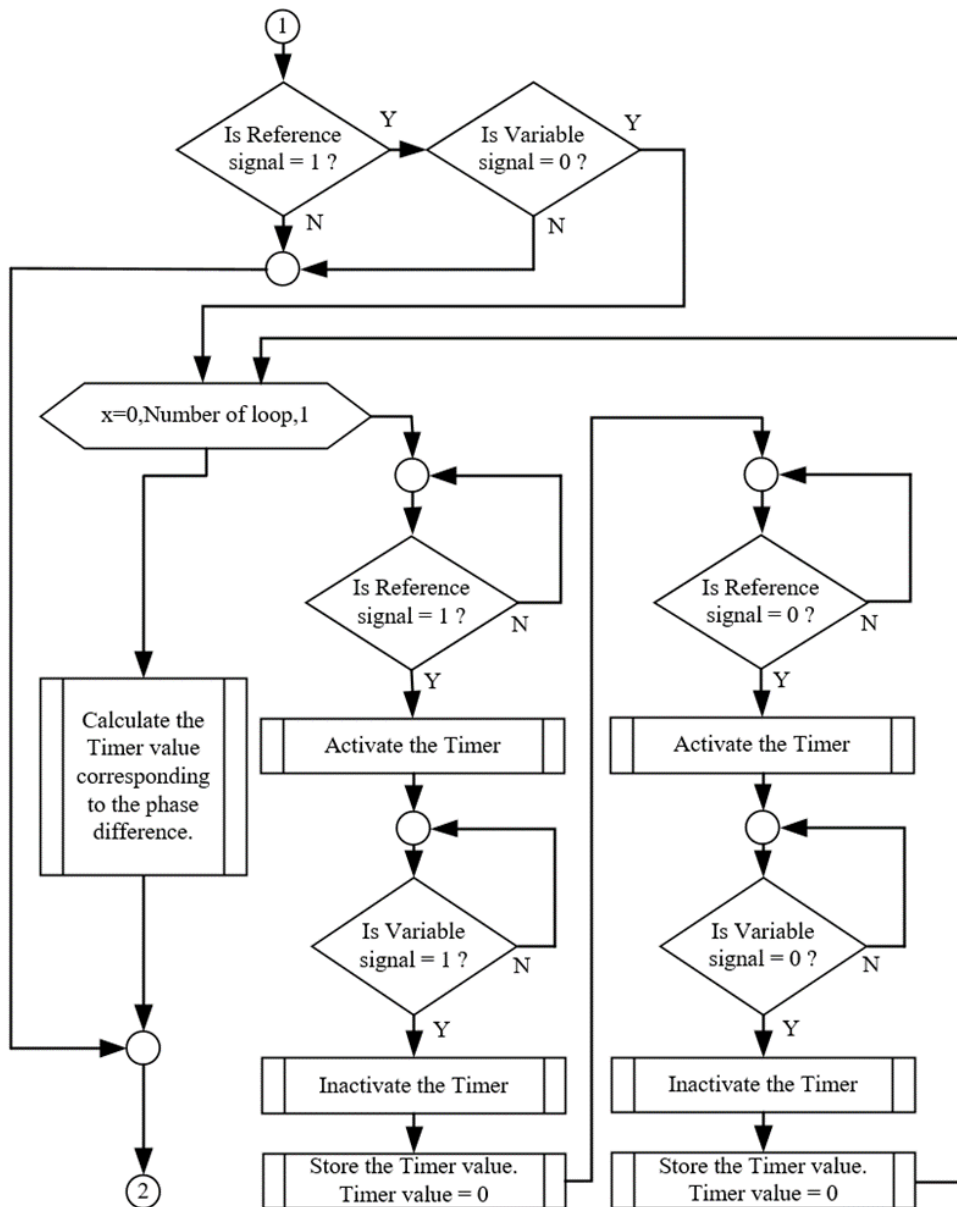 1
Is Reference
signal = 1 ?
Y
N
Is Variable
signal = 0 ?
Y
N
x=0,Number of loop,1
Calculate the
Timer value
corresponding
to the phase
difference.
2
Is Reference
signal = 1 ?
N
Y
Activate the Timer
Is Variable
signal = 1 ?
N
Y
Inactivate the Timer
Store the Timer value.
Timer value = 0
Is Reference
signal = 0 ?
N
Y
Activate the Timer
Is Variable
signal = 0 ?
N
Y
Inactivate the Timer
Store the Timer value.
Timer value = 0